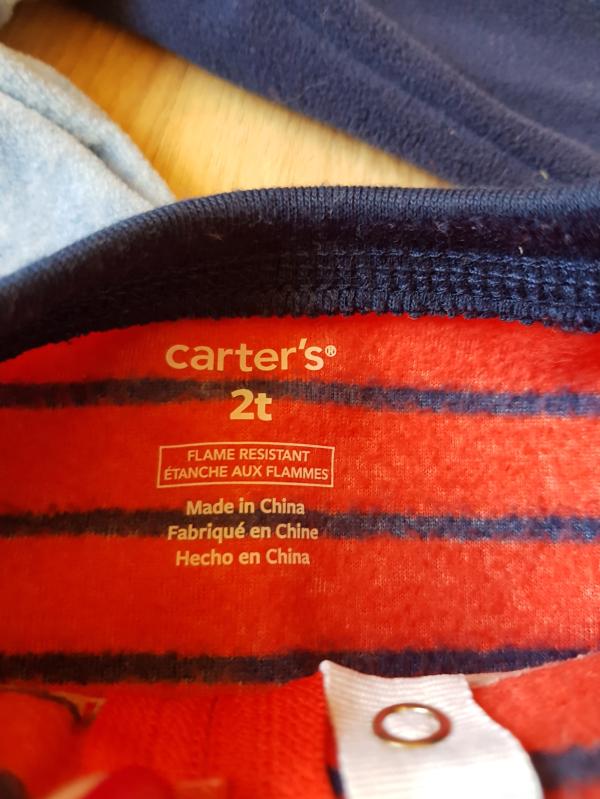 carter's®
2t
FLAME RESISTANT
ÉTANCHE AUX FLAMMES
Made in China
Fabriqué en Chine
Hecho en China